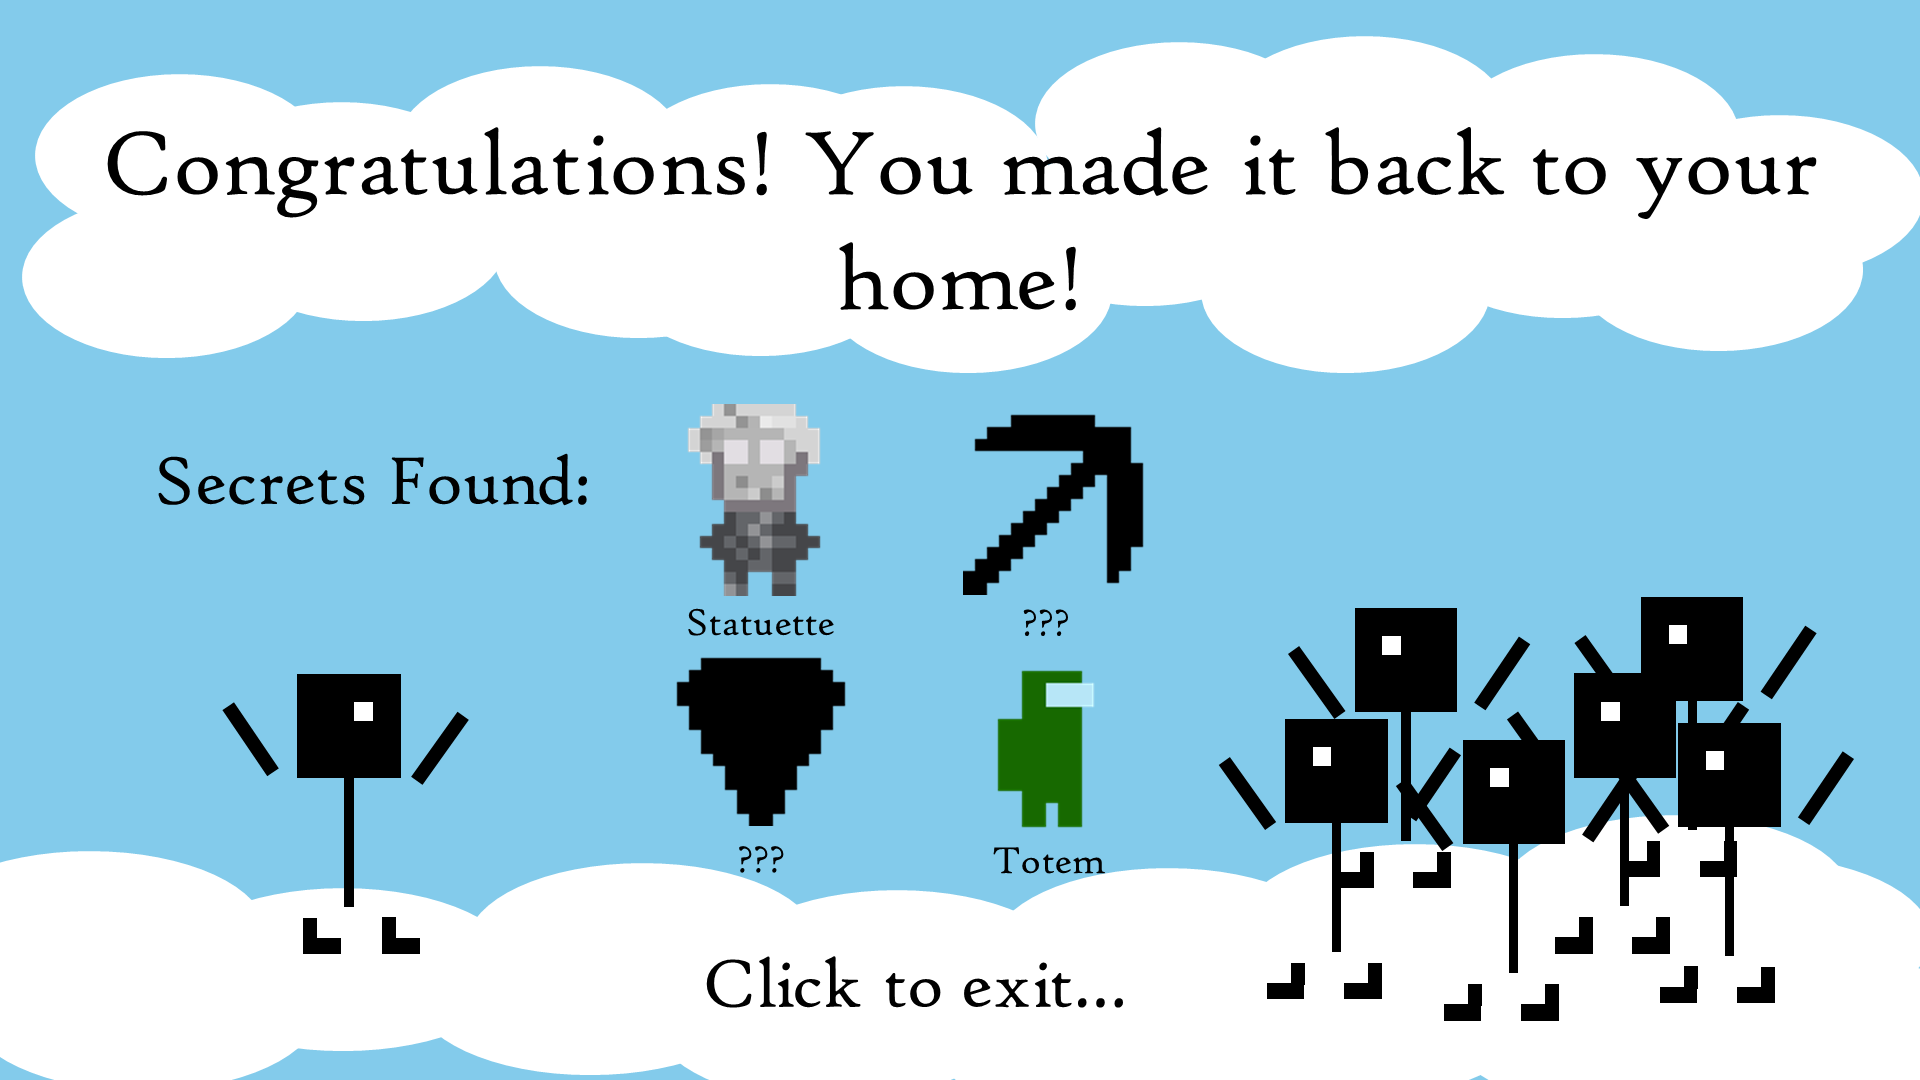 Congratulations! You made it back to your
home!
Secrets Found:
Statuette
???
???
Totem
Click to exit...